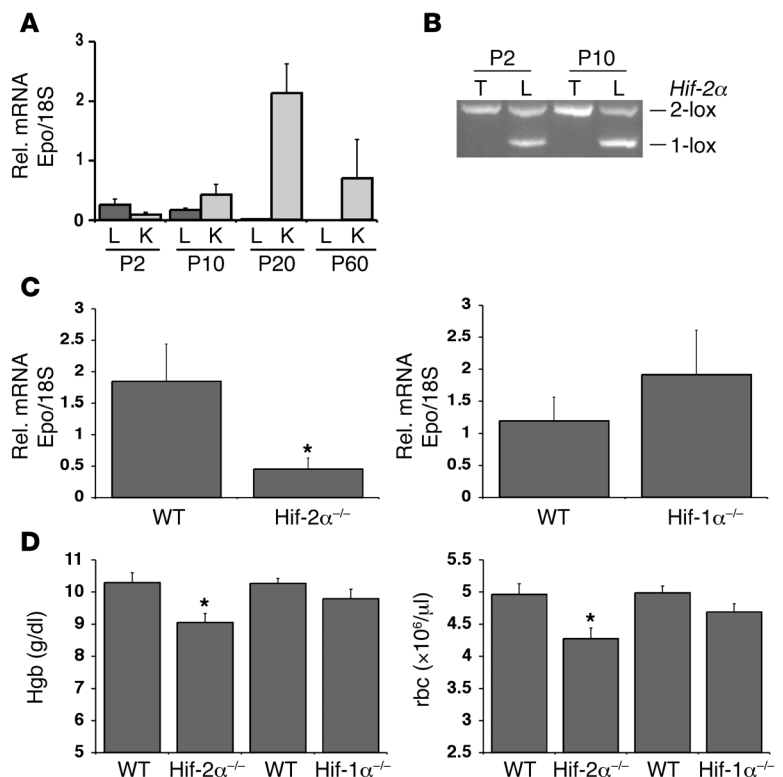 A
Rel. mRNA
Epo/18S
3
2
1
0
L K L K L K L K
P2 P10 P20 P60
B
P2 P10
T L T L Hif-2α
2-lox
1-lox
C
Rel. mRNA
Epo/18S
3
2.5
2
1.5
1
0.5
0
WT Hif-2α–/–
*
Rel. mRNA
Epo/18S
3
2.5
2
1.5
1
0.5
0
WT Hif-1α–/–
D
Hgb (g/dl)
11
10
9
8
7
6
5
*
WT Hif-2α–/– WT Hif-1α–/–
rbc (×10⁶/µl)
5.5
5
4.5
4
3.5
3
2.5
*
WT Hif-2α–/– WT Hif-1α–/–